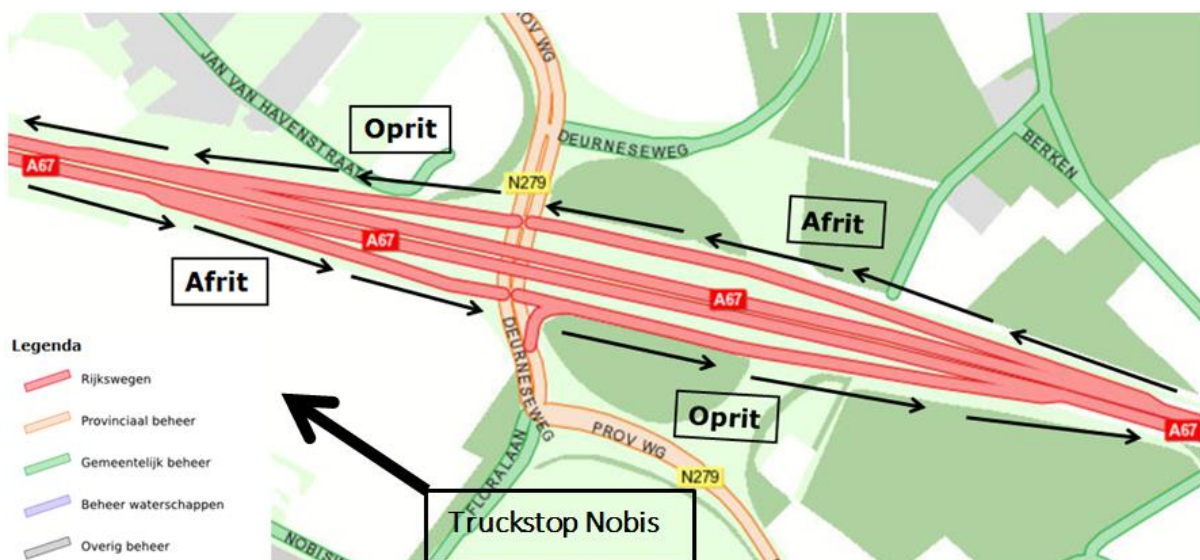 PROV WG
JAN VAN HAVENSTRAAT
Oprit
DEURNESEWEG
BERKEN
A67
N279
Afrit
A67
Afrit
A67
Legenda
DEURNESEWEG
Rijkswegen
Oprit
A67
Provinciaal beheer
PROV WG
Gemeentelijk beheer
FLORALAAN
N279
Beheer waterschappen
Truckstop Nobis
Overig beheer